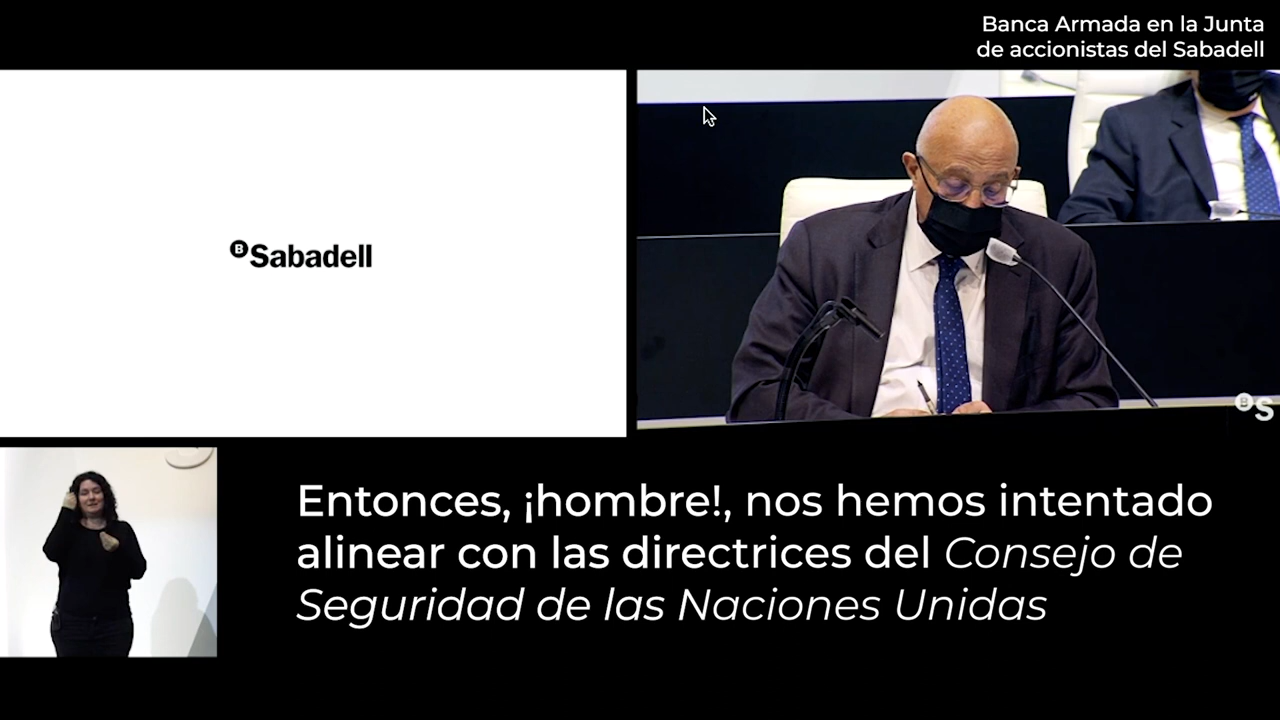 Banca Armada en la Junta
de accionistas del Sabadell
B Sabadell
B S
Entonces, ¡hombre!, nos hemos intentado
alinear con las directrices del Consejo de
Seguridad de las Naciones Unidas